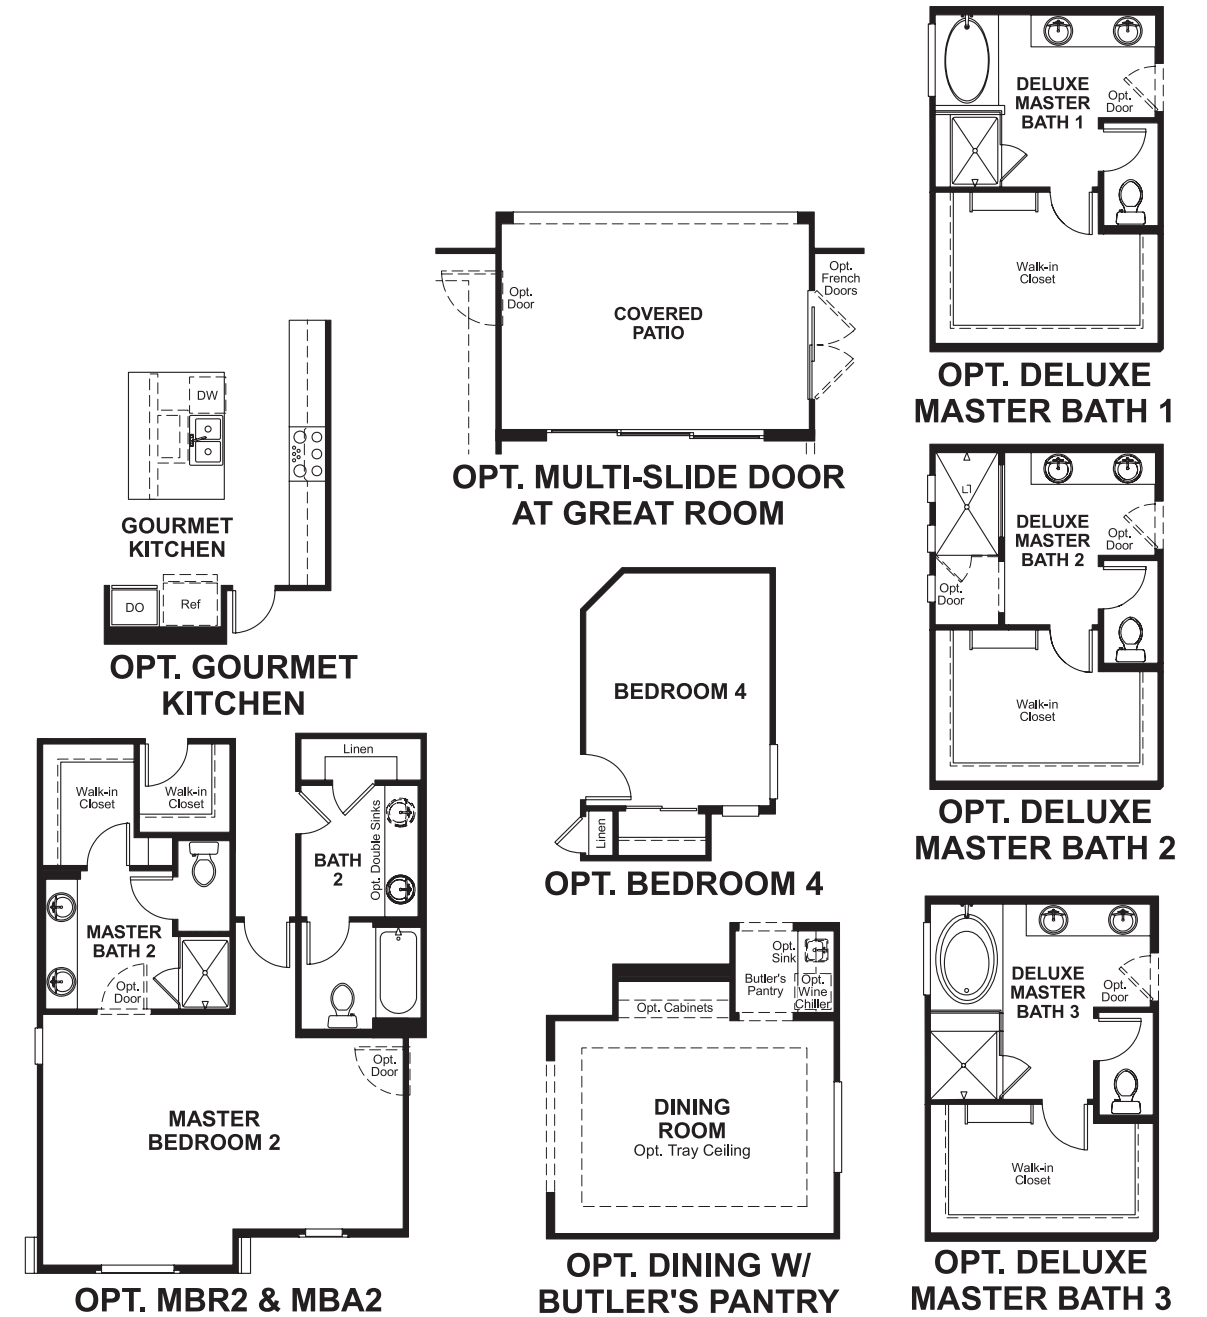 DELUXE
MASTER
BATH 1
Opt.
Door
Walk-in
Closet
OPT. DELUXE
MASTER BATH 1
Opt.
Door
COVERED
PATIO
Opt.
French
Doors
OPT. MULTI-SLIDE DOOR
AT GREAT ROOM
DW
GOURMET
KITCHEN
DO
Ref
OPT. GOURMET
KITCHEN
DELUXE
MASTER
BATH 2
Opt.
Door
Opt.
Door
Walk-in
Closet
OPT. DELUXE
MASTER BATH 2
BEDROOM 4
Linen
OPT. BEDROOM 4
Walk-in
Closet
Walk-in
Closet
Linen
Opt. Double Sinks
BATH
2
MASTER
BATH 2
Opt.
Door
Opt.
Door
MASTER
BEDROOM 2
OPT. MBR2 & MBA2
Opt.
Sink
Butler's
Pantry
Opt.
Wine
Chiller
Opt. Cabinets
DINING
ROOM
Opt. Tray Ceiling
OPT. DINING W/
BUTLER'S PANTRY
DELUXE
MASTER
BATH 3
Opt.
Door
Walk-in
Closet
OPT. DELUXE
MASTER BATH 3